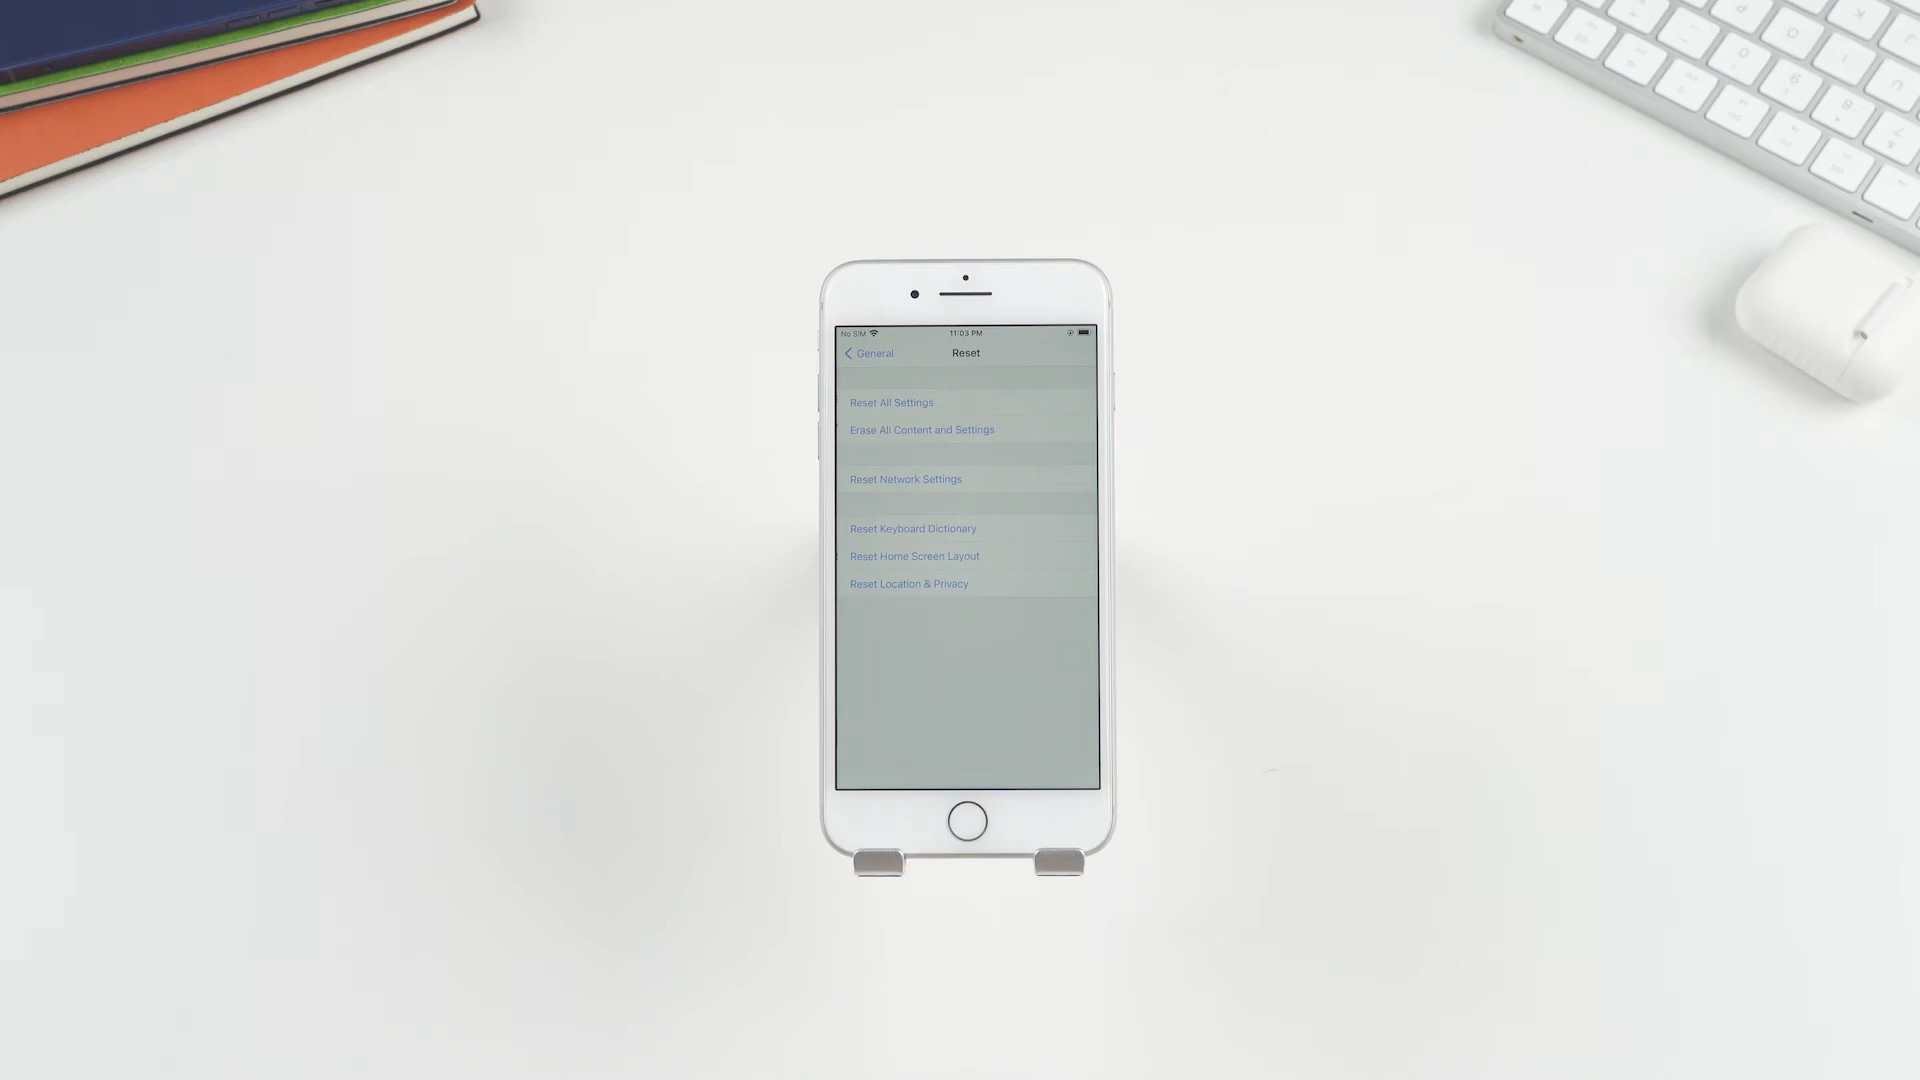 No SIM 11:03 PM
General Reset
Reset All Settings
Erase All Content and Settings
Reset Network Settings
Reset Keyboard Dictionary
Reset Home Screen Layout
Reset Location & Privacy